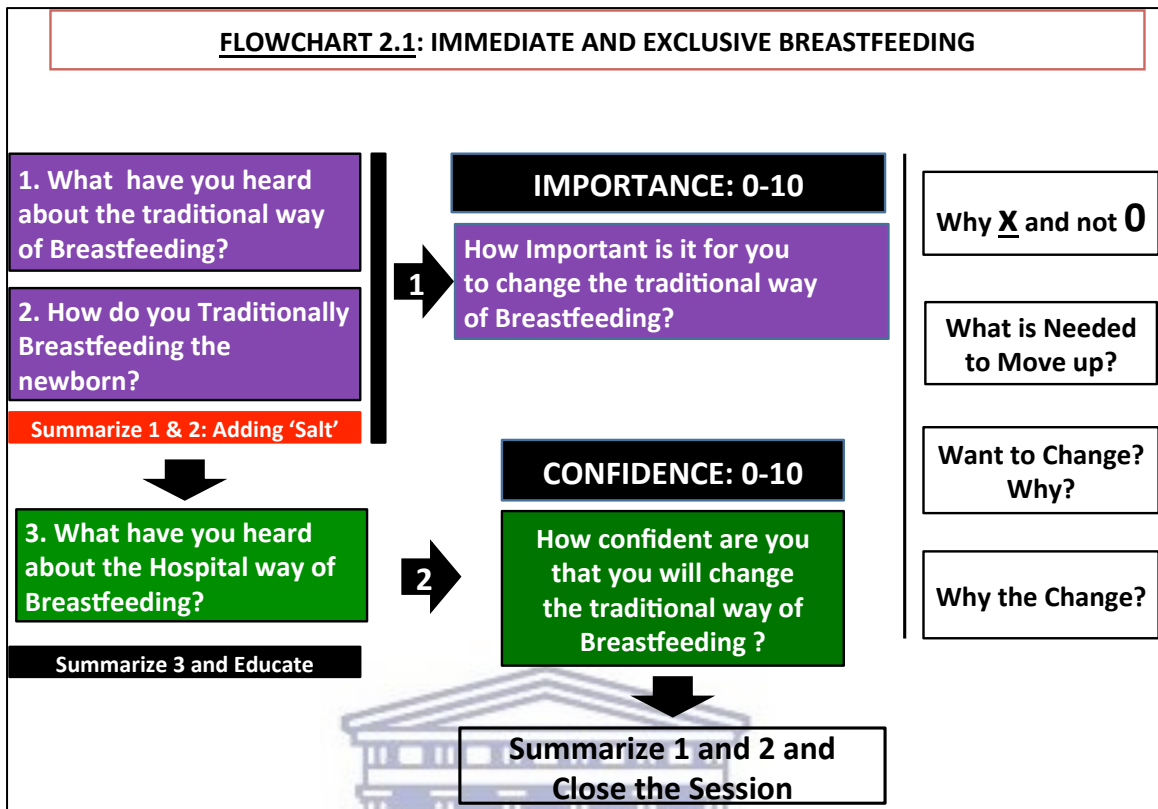 FLOWCHART 2.1: IMMEDIATE AND EXCLUSIVE BREASTFEEDING
1. What have you heard
about the traditional way
of Breastfeeding?
2. How do you Traditionally
Breastfeeding the
newborn?
Summarize 1 & 2: Adding ‘Salt’
3. What have you heard
about the Hospital way of
Breastfeeding?
Summarize 3 and Educate
1
IMPORTANCE: 0-10
How Important is it for you
to change the traditional way
of Breastfeeding?
2
CONFIDENCE: 0-10
How confident are you
that you will change
the traditional way of
Breastfeeding ?
Summarize 1 and 2 and
Close the Session
Why x and not 0
What is Needed
to Move up?
Want to Change?
Why?
Why the Change?